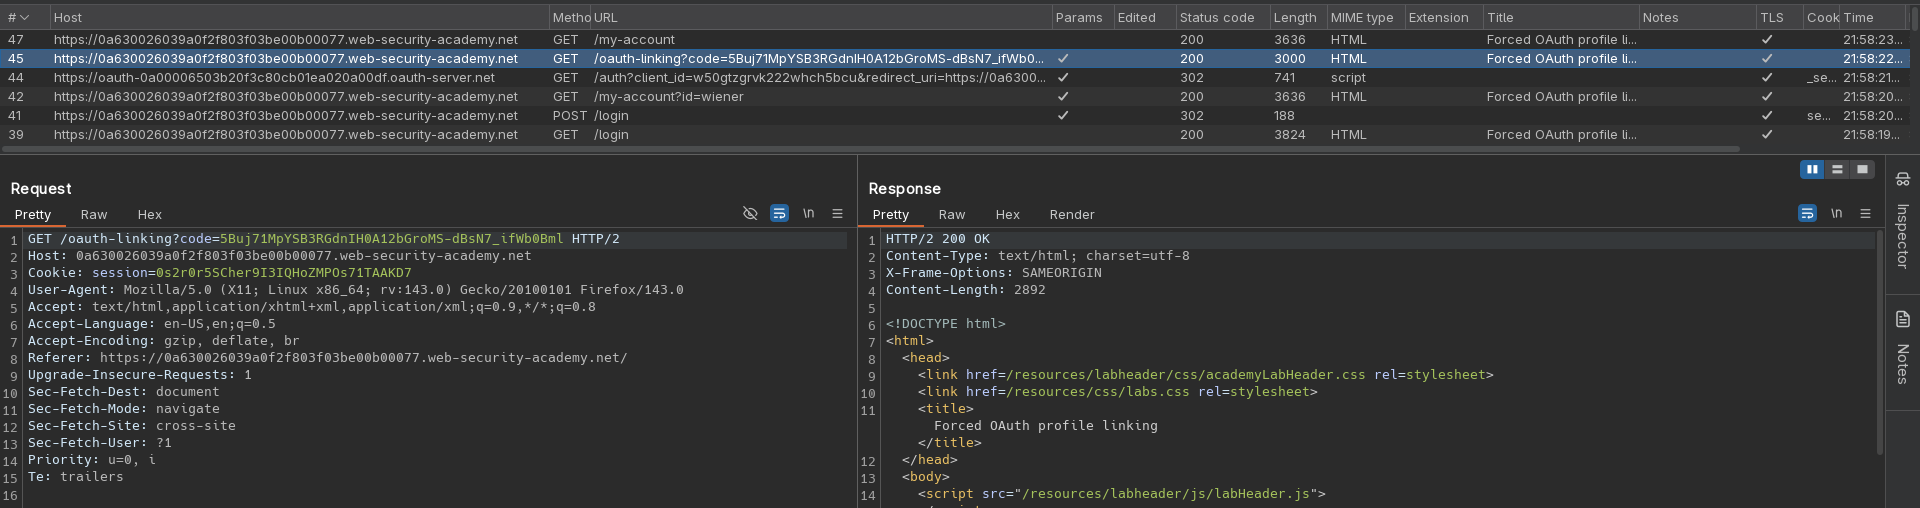 # Host Metho URL Params Edited Status code Length MIME type Extension Title Notes TLS Cook Time
47 https://0a630026039a0f2f803f03be00b00077.web-security-academy.net GET /my-account 200 3636 HTML Forced OAuth profile li... 21:58:23...
45 https://0a630026039a0f2f803f03be00b00077.web-security-academy.net GET /oauth-linking?code=5Buj71MpYSB3RGdnIH0A12bGroMS-dBsN7_ifWb0... 200 3000 HTML Forced OAuth profile li... 21:58:22...
44 https://oauth-0a00006503b20f3c80cb01ea020a00df.oauth-server.net GET /auth?client_id=w50gtzgrvk222whch5bcu&redirect_uri=https://0a6300... 302 741 script _se... 21:58:21...
42 https://0a630026039a0f2f803f03be00b00077.web-security-academy.net GET /my-account?id=wiener 200 3636 HTML Forced OAuth profile li... 21:58:20...
41 https://0a630026039a0f2f803f03be00b00077.web-security-academy.net POST /login 302 188 se... 21:58:20...
39 https://0a630026039a0f2f803f03be00b00077.web-security-academy.net GET /login 200 3824 HTML Forced OAuth profile li... 21:58:19...
Request
Pretty Raw Hex \n
1 GET /oauth-linking?code=5Buj71MpYSB3RGdnIH0A12bGroMS-dBsN7_ifWb0Bml HTTP/2
2 Host: 0a630026039a0f2f803f03be00b00077.web-security-academy.net
3 Cookie: session=0s2r0r5SCher9I3IQHoZMPOs71TAAKD7
4 User-Agent: Mozilla/5.0 (X11; Linux x86_64; rv:143.0) Gecko/20100101 Firefox/143.0
5 Accept: text/html,application/xhtml+xml,application/xml;q=0.9,*/*;q=0.8
6 Accept-Language: en-US,en;q=0.5
7 Accept-Encoding: gzip, deflate, br
8 Referer: https://0a630026039a0f2f803f03be00b00077.web-security-academy.net/
9 Upgrade-Insecure-Requests: 1
10 Sec-Fetch-Dest: document
11 Sec-Fetch-Mode: navigate
12 Sec-Fetch-Site: cross-site
13 Sec-Fetch-User: ?1
14 Priority: u=0, i
15 Te: trailers
16
Response
Pretty Raw Hex Render \n
1 HTTP/2 200 OK
2 Content-Type: text/html; charset=utf-8
3 X-Frame-Options: SAMEORIGIN
4 Content-Length: 2892
5
6 <!DOCTYPE html>
7 <html>
8 <head>
9 <link href=/resources/labheader/css/academyLabHeader.css rel=stylesheet>
10 <link href=/resources/css/labs.css rel=stylesheet>
11 <title>
Forced OAuth profile linking
</title>
12 </head>
13 <body>
14 <script src="/resources/labheader/js/labHeader.js">
Inspector
Notes